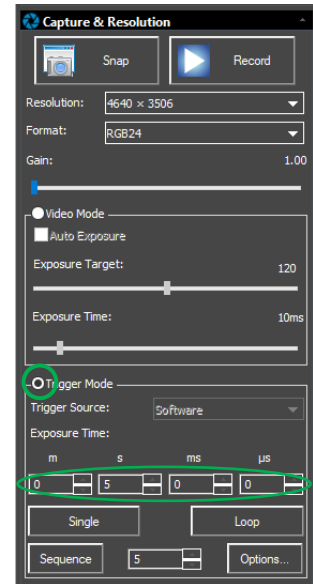 Capture & Resolution
Snap Record
Resolution: 4640 × 3506
Format: RGB24
Gain: 1.00
Video Mode
Auto Exposure
Exposure Target: 120
Exposure Time: 10ms
Trigger Mode
Trigger Source: Software
Exposure Time:
m s ms µs
0 5 0 0
Single Loop
Sequence 5 Options...